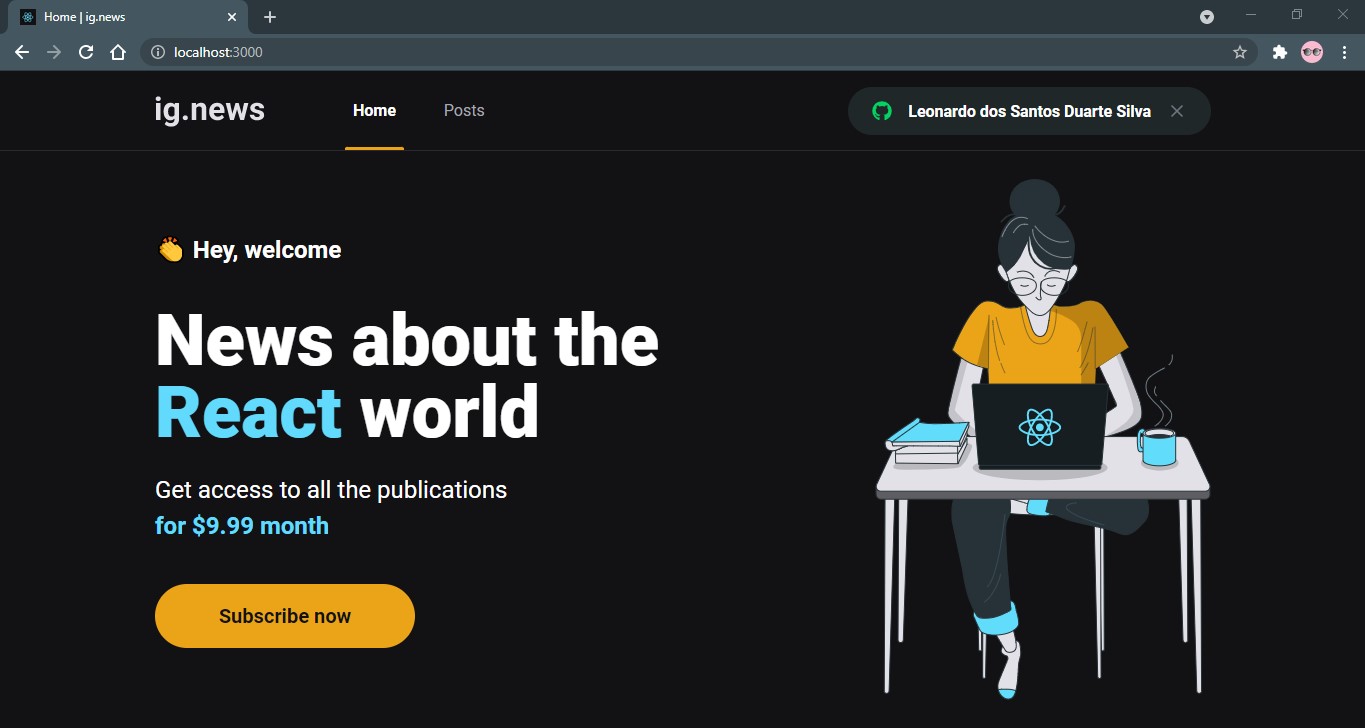 Home | ig.news
localhost:3000
ig.news
Home
Posts
Leonardo dos Santos Duarte Silva
👏 Hey, welcome
News about the
React world
Get access to all the publications
for $9.99 month
Subscribe now